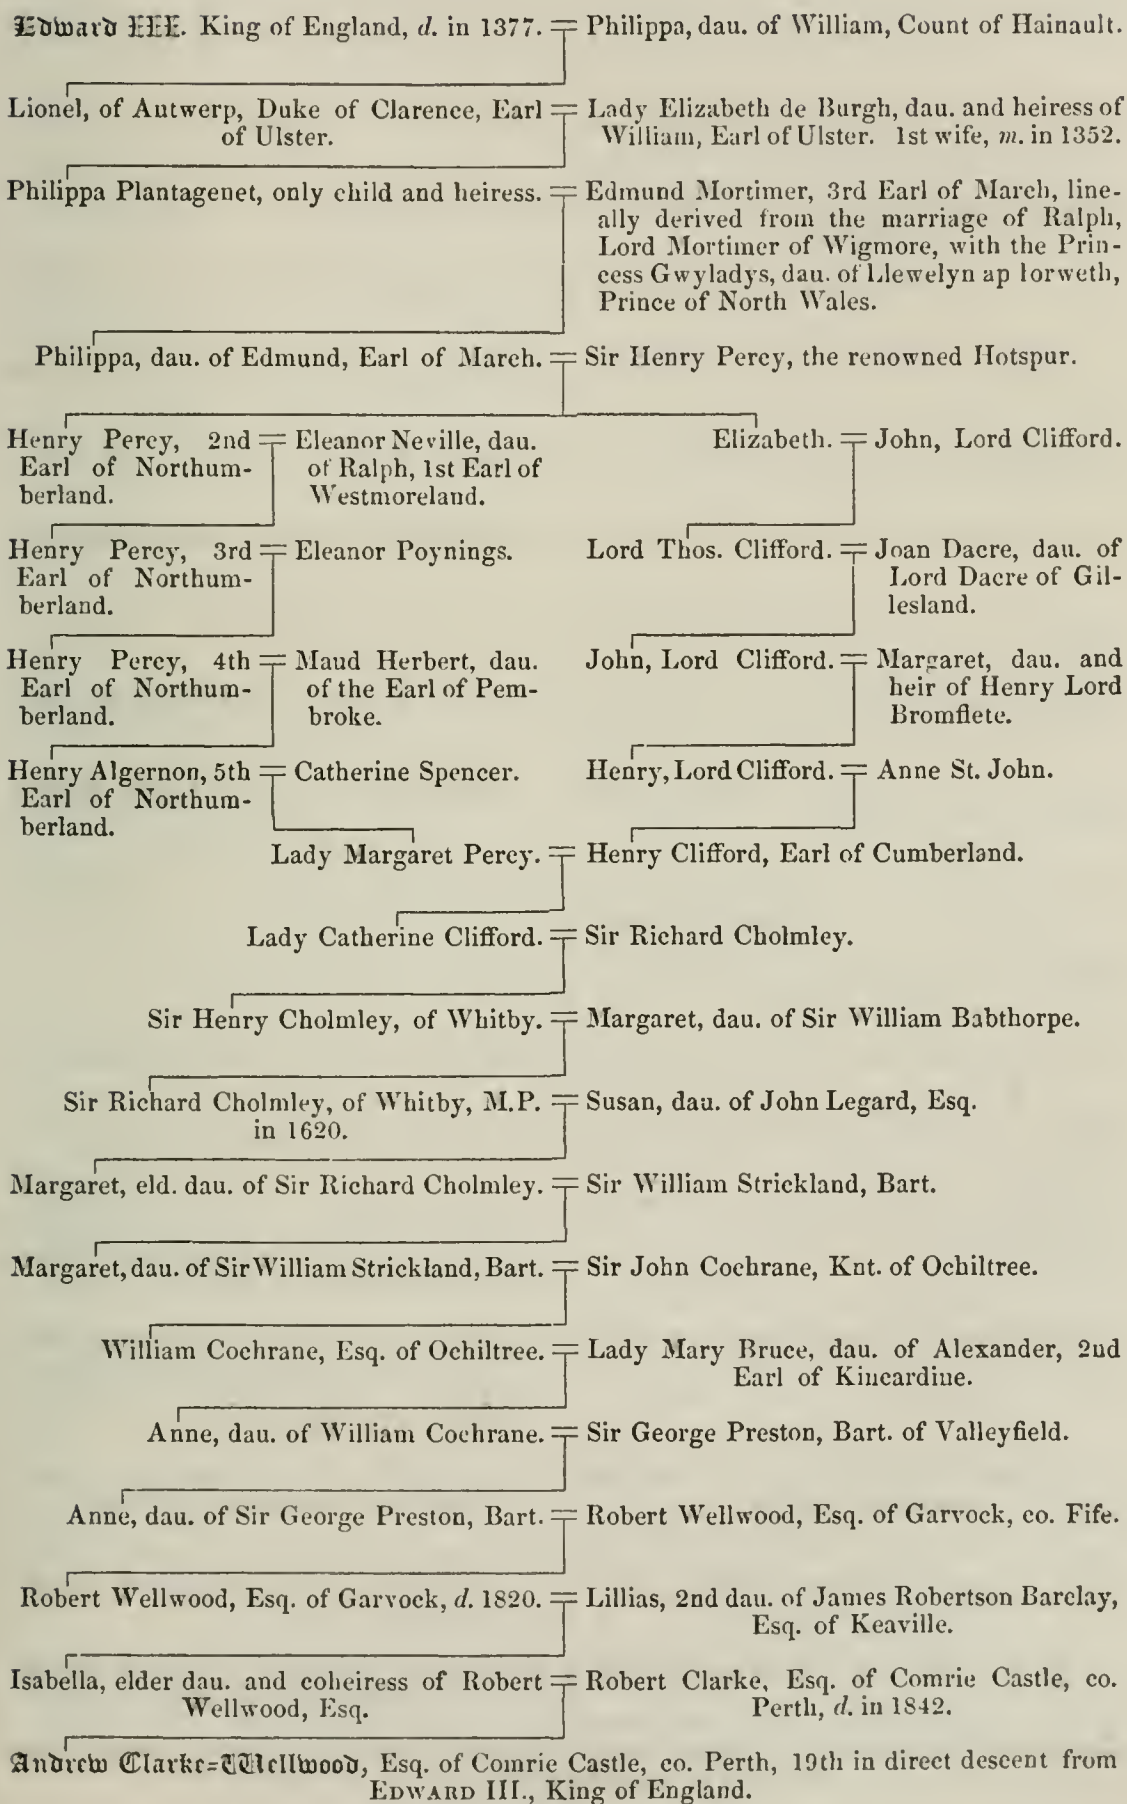 Edward III. King of England, d. in 1377. = Philippa, dau. of William, Count of Hainault.
Lionel, of Antwerp, Duke of Clarence, Earl
of Ulster.
= Lady Elizabeth de Burgh, dau. and heiress of
William, Earl of Ulster. 1st wife, m. in 1352.
Philippa Plantagenet, only child and heiress. = Edmund Mortimer, 3rd Earl of March, line-
ally derived from the marriage of Ralph,
Lord Mortimer of Wigmore, with the Prin-
cess Gwyladys, dau. of Llewelyn ap Iorweth,
Prince of North Wales.
Philippa, dau. of Edmund, Earl of March. = Sir Henry Percy, the renowned Hotspur.
Henry Percy, 2nd
Earl of Northum-
berland.
= Eleanor Neville, dau.
of Ralph, 1st Earl of
Westmoreland.
Elizabeth. = John, Lord Clifford.
Henry Percy, 3rd
Earl of Northum-
berland.
= Eleanor Poynings.
Lord Thos. Clifford. = Joan Dacre, dau. of
Lord Dacre of Gil-
lesland.
Henry Percy, 4th
Earl of Northum-
berland.
= Maud Herbert, dau.
of the Earl of Pem-
broke.
John, Lord Clifford. = Margaret, dau. and
heir of Henry Lord
Bromflete.
Henry Algernon, 5th
Earl of Northum-
berland.
= Catherine Spencer.
Henry, Lord Clifford. = Anne St. John.
Lady Margaret Percy. = Henry Clifford, Earl of Cumberland.
Lady Catherine Clifford. = Sir Richard Cholmley.
Sir Henry Cholmley, of Whitby. = Margaret, dau. of Sir William Babthorpe.
Sir Richard Cholmley, of Whitby, M.P.
in 1620.
= Susan, dau. of John Legard, Esq.
Margaret, eld. dau. of Sir Richard Cholmley. = Sir William Strickland, Bart.
Margaret, dau. of Sir William Strickland, Bart. = Sir John Cochrane, Knt. of Ochiltree.
William Cochrane, Esq. of Ochiltree. = Lady Mary Bruce, dau. of Alexander, 2nd
Earl of Kincardine.
Anne, dau. of William Cochrane. = Sir George Preston, Bart. of Valleyfield.
Anne, dau. of Sir George Preston, Bart. = Robert Wellwood, Esq. of Garvock, co. Fife.
Robert Wellwood, Esq. of Garvock, d. 1820. = Lillias, 2nd dau. of James Robertson Barclay,
Esq. of Keaville.
Isabella, elder dau. and coheiress of Robert
Wellwood, Esq.
= Robert Clarke, Esq. of Comrie Castle, co.
Perth, d. in 1842.
Andrew Clarke=Wellwood, Esq. of Comrie Castle, co. Perth, 19th in direct descent from
EDWARD III., King of England.